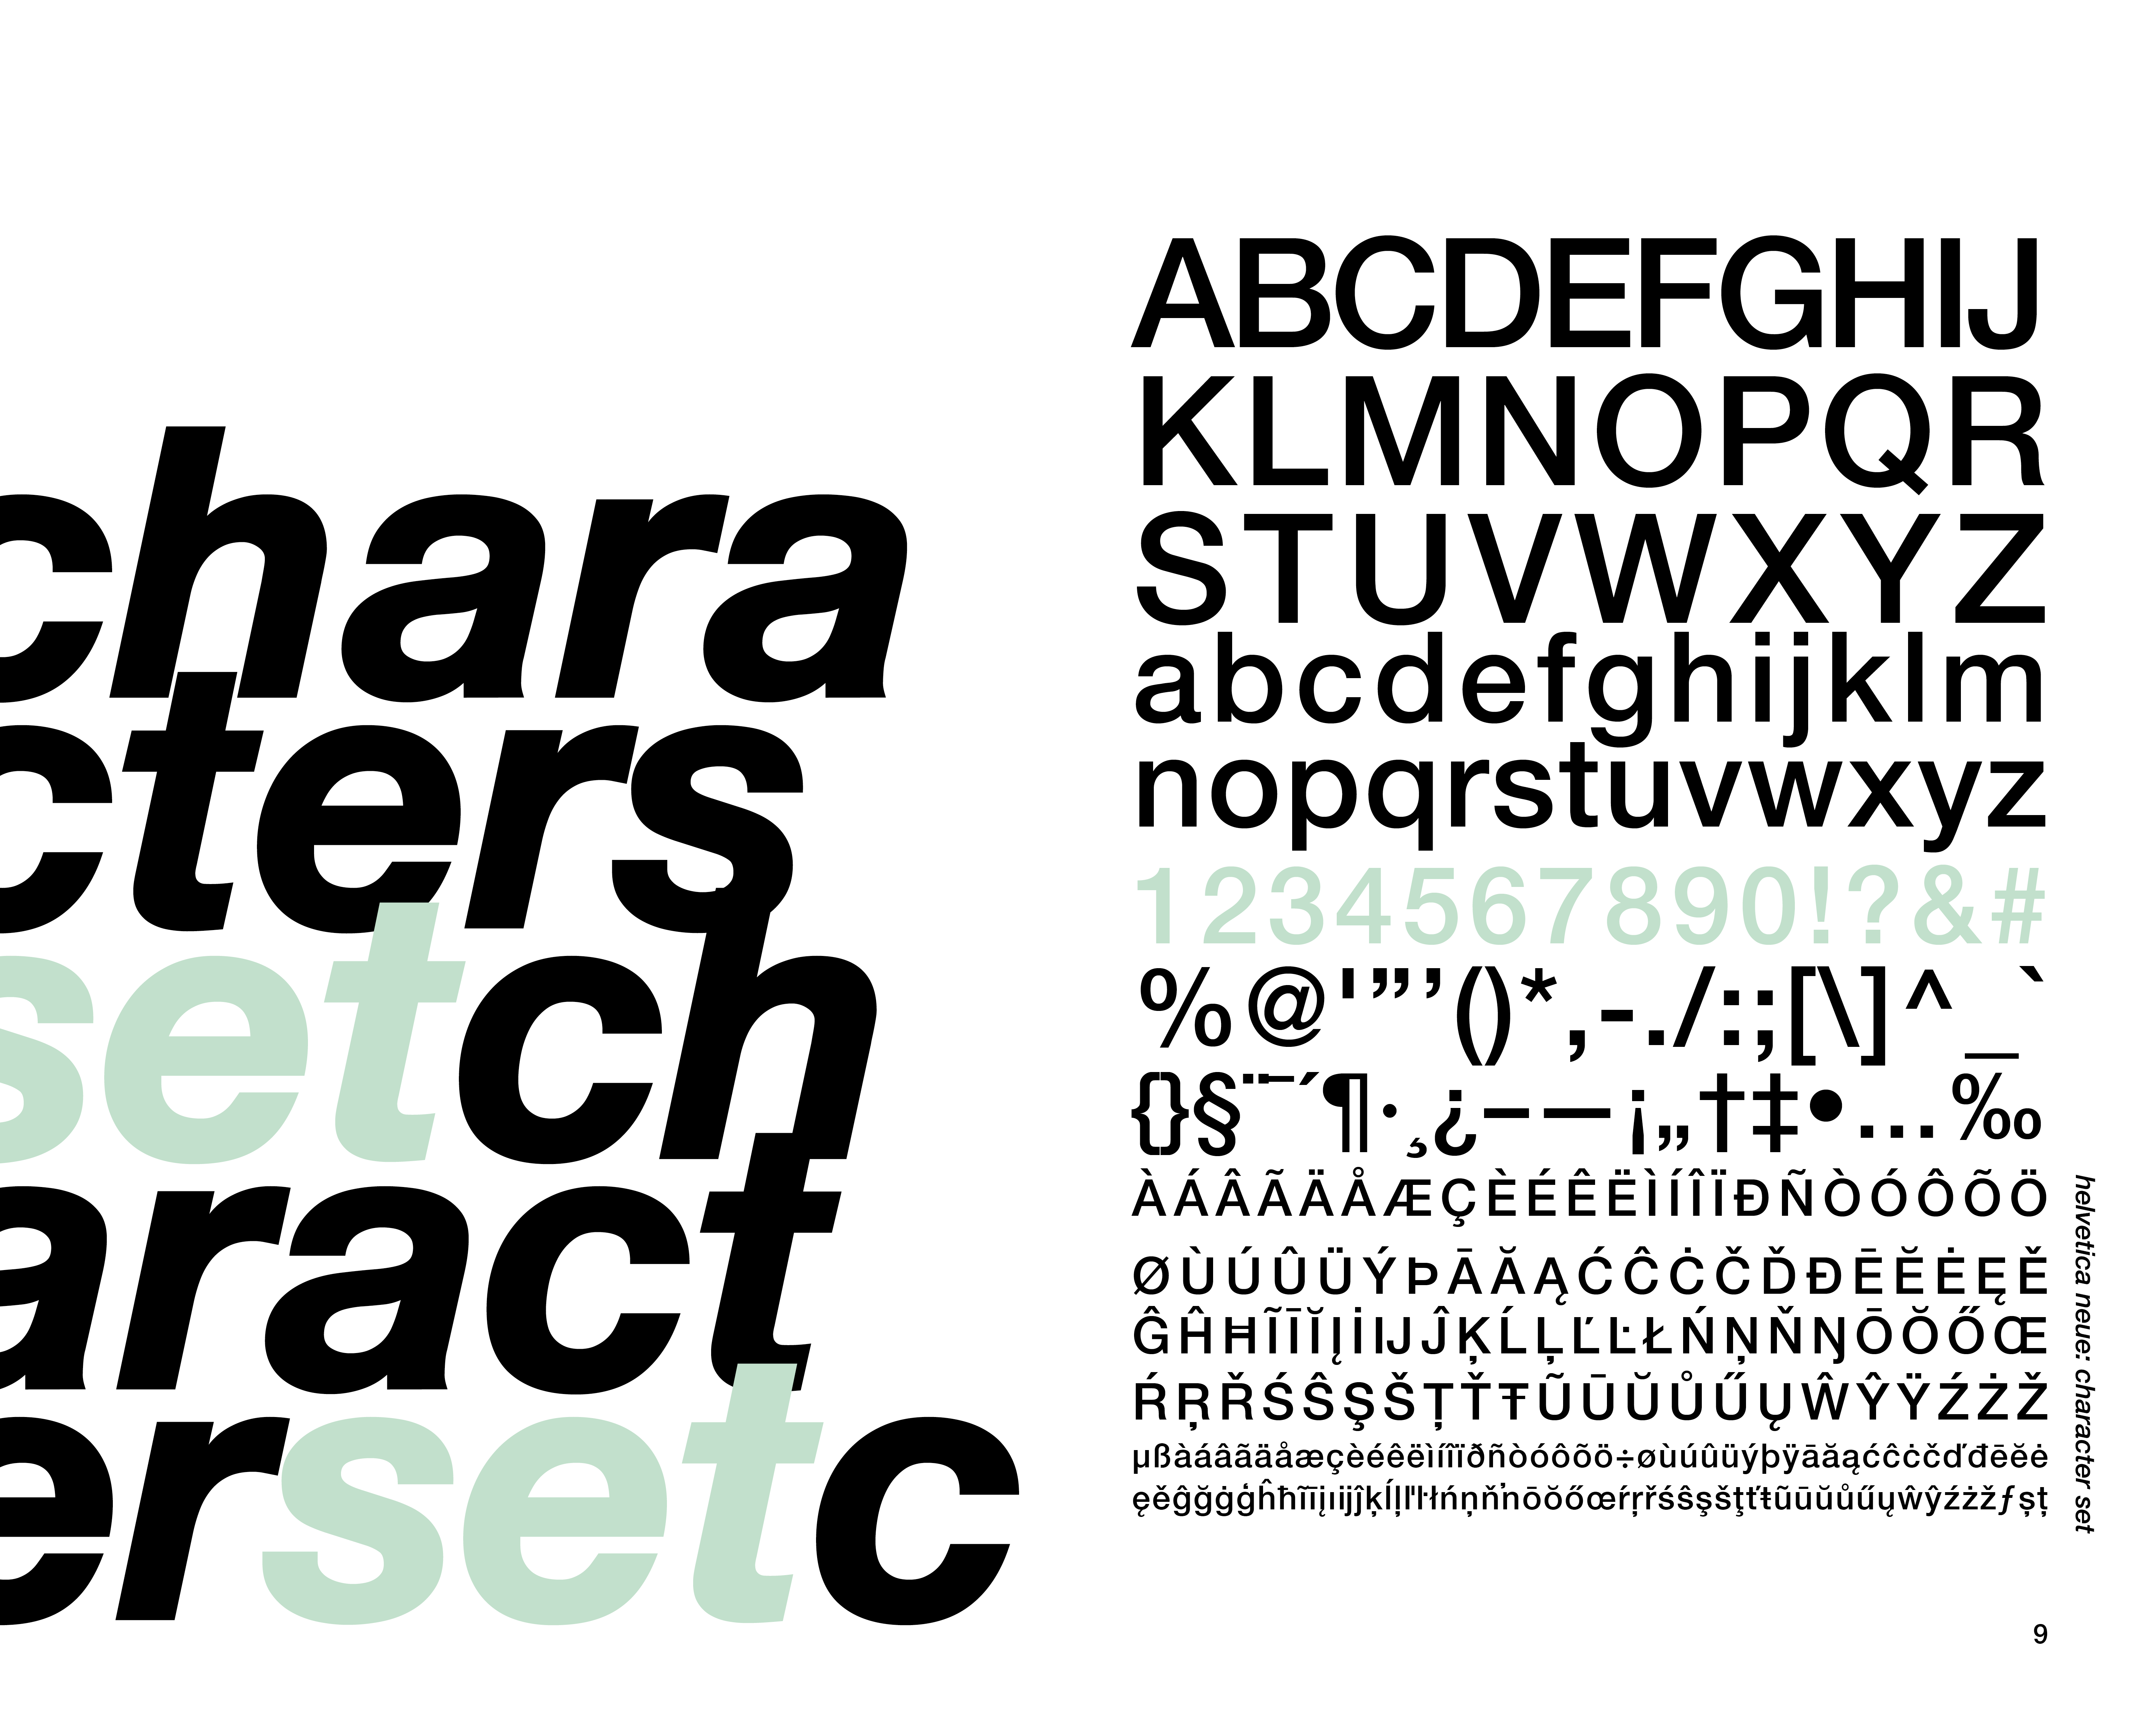 chara
cters
setch
aract
ersetc
ABCDEFGHIJ
KLMNOPQR
STUVWXYZ
abcdefghijklm
nopqrstuvwxyz
1234567890!?&#
%@'”’()*,-./:;[\]^_`
{}§¨¯´¶·¸¿–—¡„†‡•…‰
ÀÁÂÃÄÅÆÇÈÉÊËÌÍÎÏÐÑÒÓÔÕÖ
ØÙÚÛÜÝÞĀĂĄĆĈĊČĎĐĒĔĖĘĚ
ĜĤĦĨĪĬĮİIJĴĶĹĻĽĿŁŃŅŇŊŌŎŐŒ
ŔŖŘŚŜŞŠŢŤŦŨŪŬŮŰŲŴŶŸŹŻŽ
µßàáâãäåæçèéêëìíîïðñòóôõö÷øùúûüýþÿāăąćĉċčďđēĕė
ęěĝğġģĥħĩīĭįıijĵķĺļľŀłńņňŉōŏőœŕŗřśŝşšţťŧũūŭůűųŵŷźżžƒșț
helvetica neue: character set
9